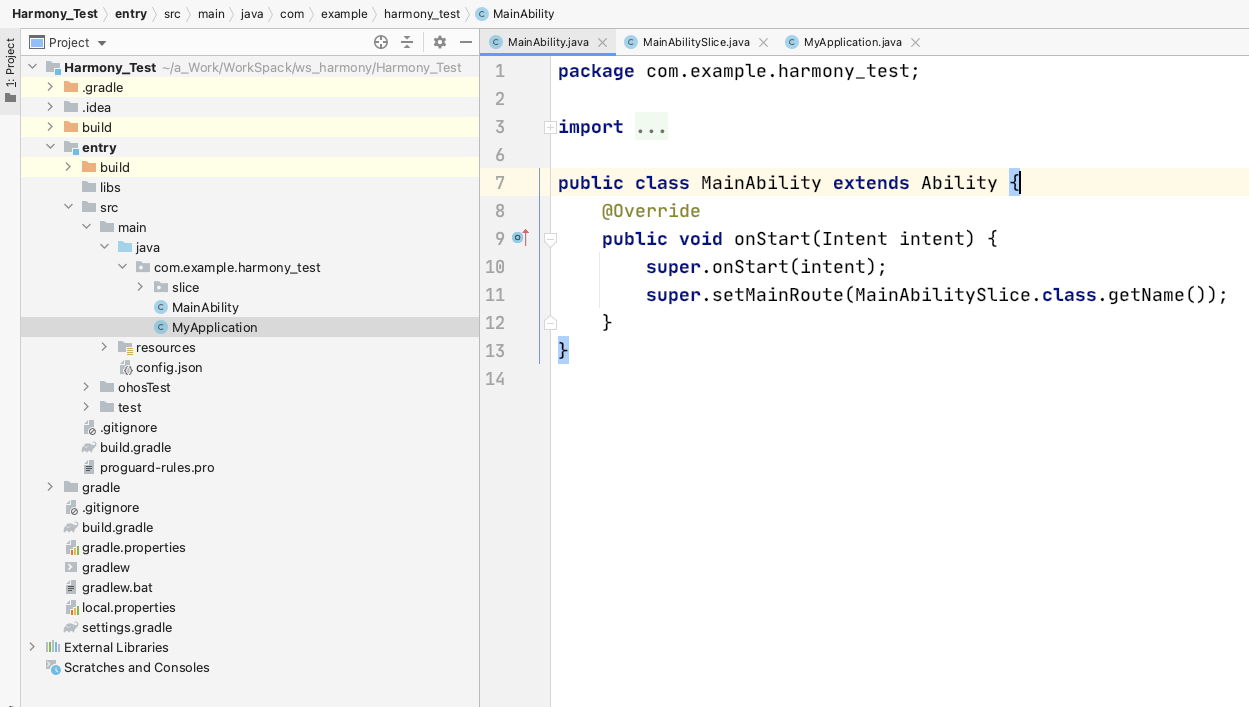 Harmony_Test entry src main java com example harmony_test MainAbility
1: Project
Project
Harmony_Test ~/a_Work/WorkSpack/ws_harmony/Harmony_Test
.gradle
.idea
build
entry
build
libs
src
main
java
com.example.harmony_test
slice
MainAbility
MyApplication
resources
config.json
ohosTest
test
.gitignore
build.gradle
proguard-rules.pro
gradle
.gitignore
build.gradle
gradle.properties
gradlew
gradlew.bat
local.properties
settings.gradle
External Libraries
Scratches and Consoles
MainAbility.java MainAbilitySlice.java MyApplication.java
1 package com.example.harmony_test;
2
3 import ...
6
7 public class MainAbility extends Ability {
8 @Override
9 public void onStart(Intent intent) {
10 super.onStart(intent);
11 super.setMainRoute(MainAbilitySlice.class.getName());
12 }
13 }
14